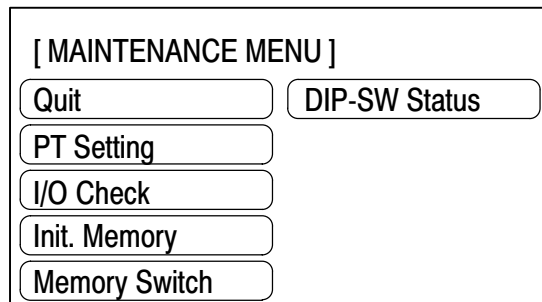 [ MAINTENANCE MENU ]
Quit
DIP-SW Status
PT Setting
I/O Check
Init. Memory
Memory Switch